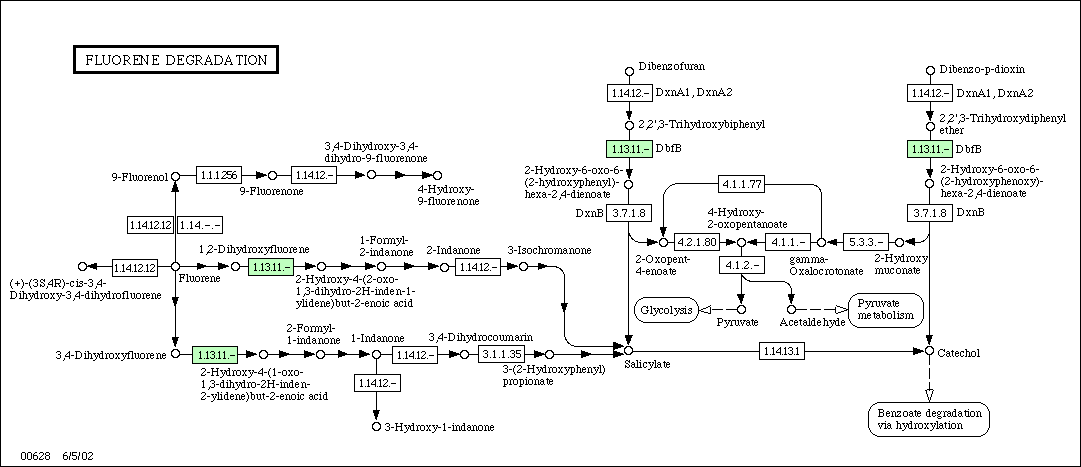 FLUORENE DEGRADATION
Dibenzofuran
1.14.12.-
DxnA1, DxnA2
2,2',3-Trihydroxybiphenyl
1.13.11.-
DbfB
2-Hydroxy-6-oxo-6-
(2-hydroxyphenyl)-
hexa-2,4-dienoate
DxnB
3.7.1.8
Dibenzo-p-dioxin
1.14.12.-
DxnA1, DxnA2
2,2',3-Trihydroxydiphenyl
ether
1.13.11.-
DbfB
2-Hydroxy-6-oxo-6-
(2-hydroxyphenoxy)-
hexa-2,4-dienoate
3.7.1.8
DxnB
3,4-Dihydroxy-3,4-
dihydro-9-fluorenone
9-Fluorenol
1.1.1.256
9-Fluorenone
1.14.12.-
4-Hydroxy-
9-fluorenone
1.14.12.12
1.14.-.-
4.1.1.77
4-Hydroxy-
2-oxopentanoate
2-Oxopent-
4-enoate
4.2.1.80
4.1.1.-
gamma-
Oxalocrotonate
5.3.3.-
2-Hydroxy
muconate
4.1.2.-
Glycolysis
Pyruvate
Acetaldehyde
Pyruvate
metabolism
1.14.12.12
(+)-(3S,4R)-cis-3,4-
Dihydroxy-3,4-dihydrofluorene
Fluorene
1,2-Dihydroxyfluorene
1.13.11.-
2-Hydroxy-4-(2-oxo-
1,3-dihydro-2H-inden-1-
ylidene)but-2-enoic acid
1-Formyl-
2-indanone
2-Indanone
1.14.12.-
3-Isochromanone
3,4-Dihydroxyfluorene
1.13.11.-
2-Hydroxy-4-(1-oxo-
1,3-dihydro-2H-inden-
2-ylidene)but-2-enoic acid
2-Formyl-
1-indanone
1-Indanone
1.14.12.-
3,4-Dihydrocoumarin
3.1.1.35
3-(2-Hydroxyphenyl)
propionate
1.14.12.-
3-Hydroxy-1-indanone
Salicylate
1.14.13.1
Catechol
Benzoate degradation
via hydroxylation
00628 6/5/02